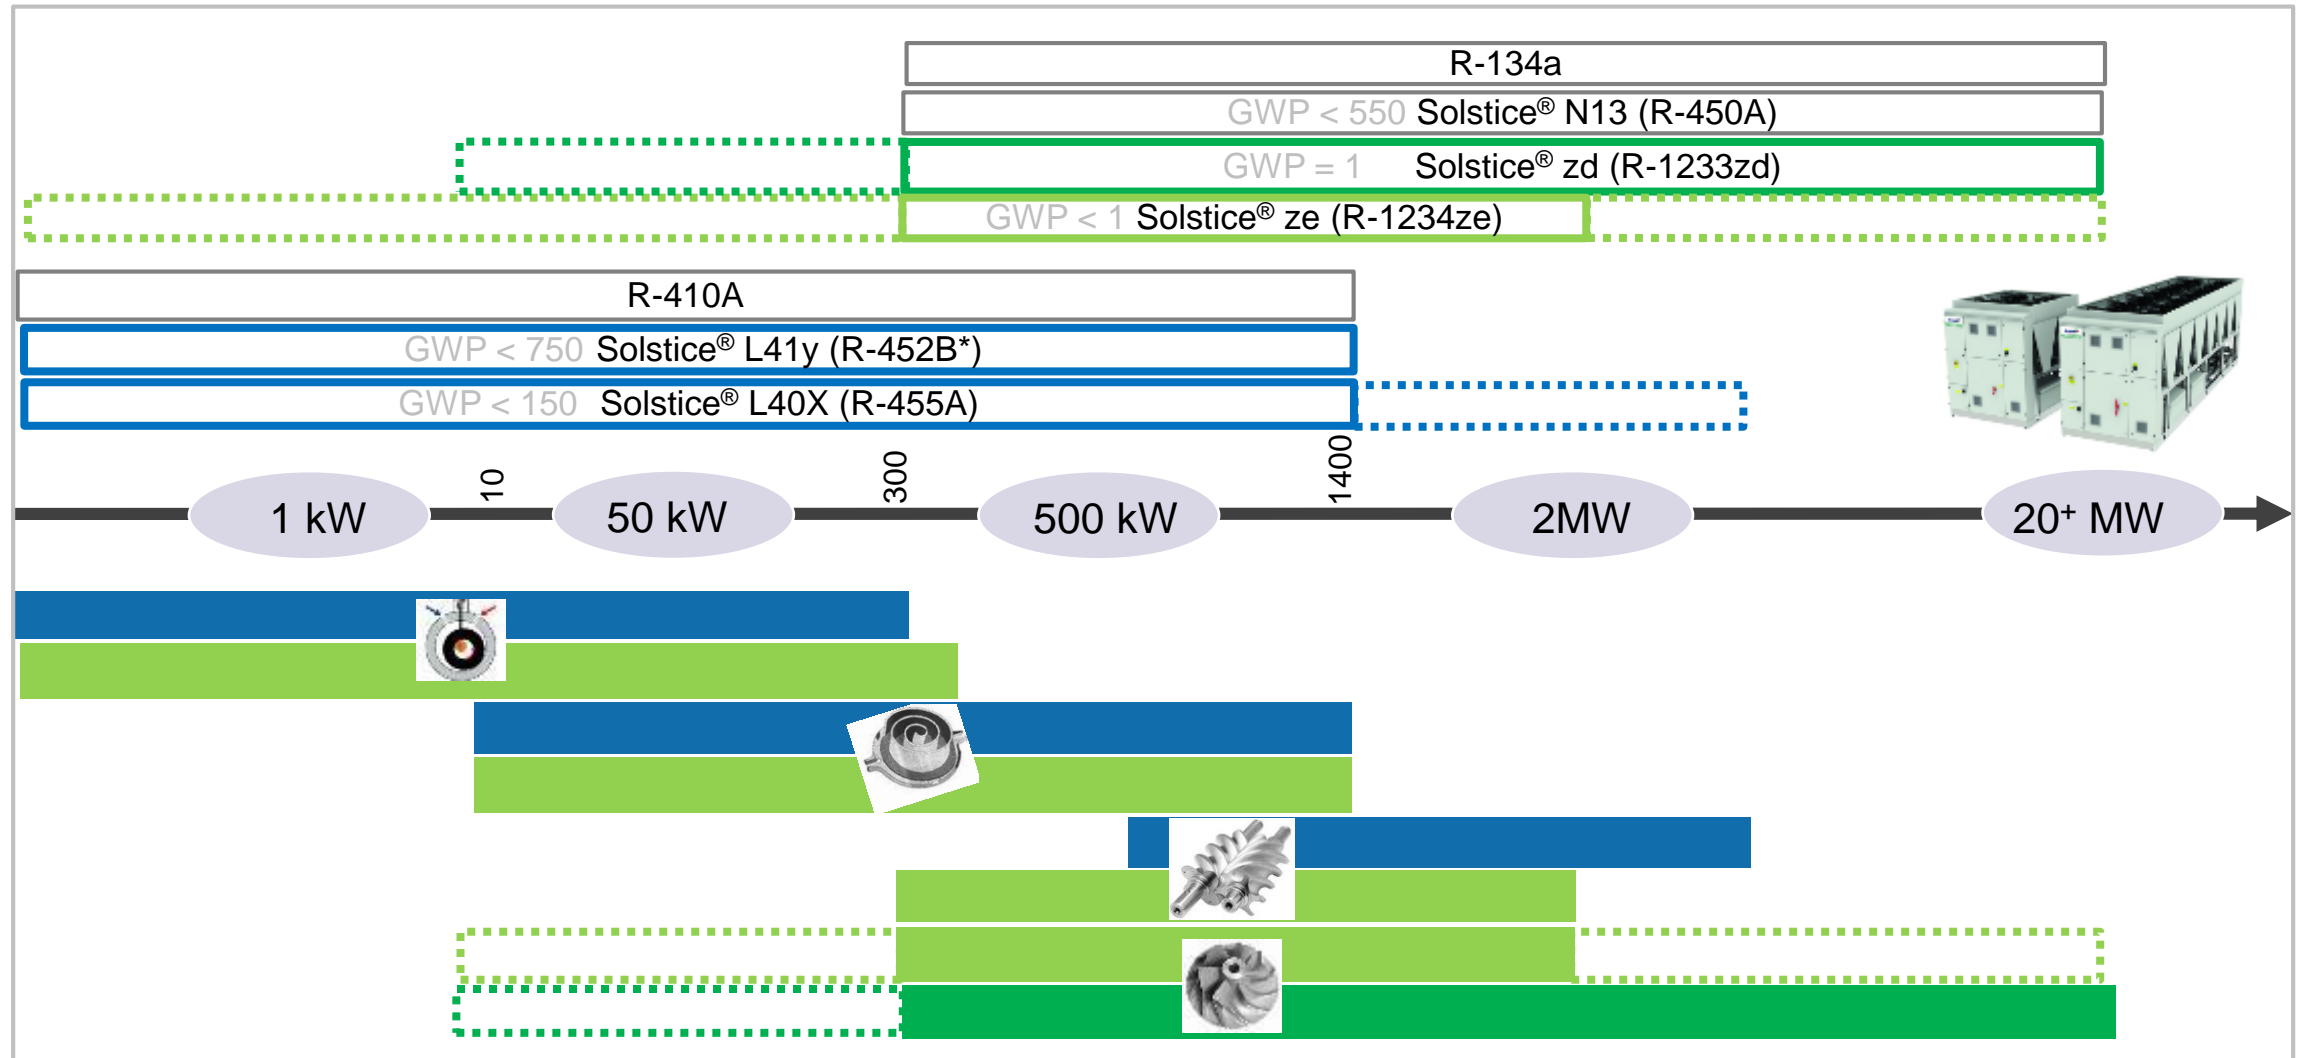 R-134a
GWP < 550 Solstice® N13 (R-450A)
GWP = 1 Solstice® zd (R-1233zd)
GWP < 1 Solstice® ze (R-1234ze)
R-410A
GWP < 750 Solstice® L41y (R-452B*)
GWP < 150 Solstice® L40X (R-455A)
10
300
1400
1 kW
50 kW
500 kW
2MW
20⁺ MW